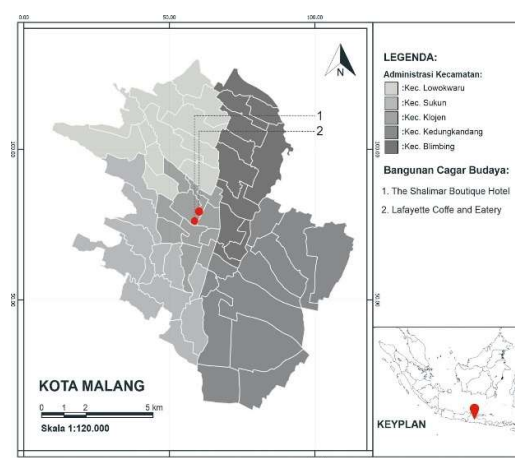 0.00
50.00
100.00
N
1
2
KOTA MALANG
0 1 2 5 km
Skala 1:120.000
LEGENDA:
Administrasi Kecamatan:
:Kec. Lowokwaru
:Kec. Sukun
:Kec. Klojen
:Kec. Kedungkandang
:Kec. Blimbing
Bangunan Cagar Budaya:
1. The Shalimar Boutique Hotel
2. Lafayette Coffe and Eatery
KEYPLAN